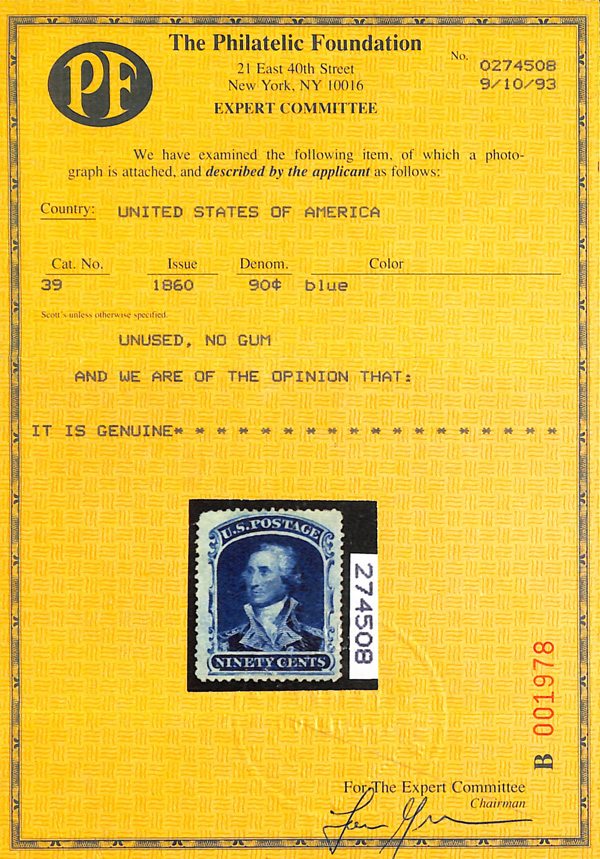 PF
The Philatelic Foundation
21 East 40th Street
New York, NY 10016
EXPERT COMMITTEE
No. 0274508
9/10/93
We have examined the following item, of which a photo-
graph is attached, and described by the applicant as follows:
Country: UNITED STATES OF AMERICA
Cat. No. Issue Denom. Color
39 1860 90¢ blue
Scott's unless otherwise specified.
UNUSED, NO GUM
AND WE ARE OF THE OPINION THAT:
IT IS GENUINE* * * * * * * * * * * * * * * * * *
U.S. POSTAGE
NINETY CENTS
274508
B 001978
For The Expert Committee
Chairman